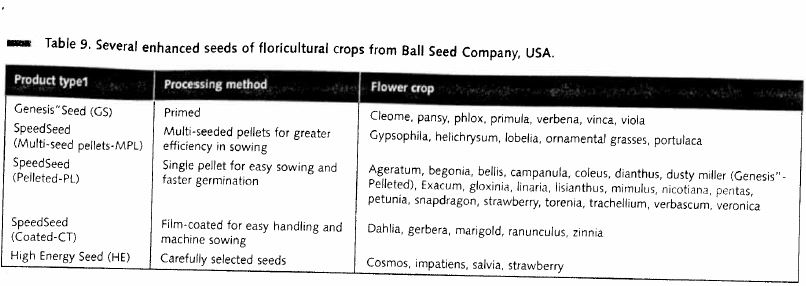 Table 9. Several enhanced seeds of floricultural crops from Ball Seed Company, USA.
Product type1 Processing method Flower crop
Genesis" Seed (GS) Primed Cleome, pansy, phlox, primula, verbena, vinca, viola
SpeedSeed Multi-seeded pellets for greater Gypsophila, helichrysum, lobelia, ornamental grasses, portulaca
(Multi-seed pellets-MPL) efficiency in sowing
SpeedSeed Single pellet for easy sowing and Ageratum, begonia, bellis, campanula, coleus, dianthus, dusty miller (Genesis"-
(Pelleted-PL) faster germination Pelleted), Exacum, gloxinia, linaria, lisianthus, mimulus, nicotiana, pentas,
petunia, snapdragon, strawberry, torenia, trachellium, verbascum, veronica
SpeedSeed Film-coated for easy handling and Dahlia, gerbera, marigold, ranunculus, zinnia
(Coated-CT) machine sowing
High Energy Seed (HE) Carefully selected seeds Cosmos, impatiens, salvia, strawberry